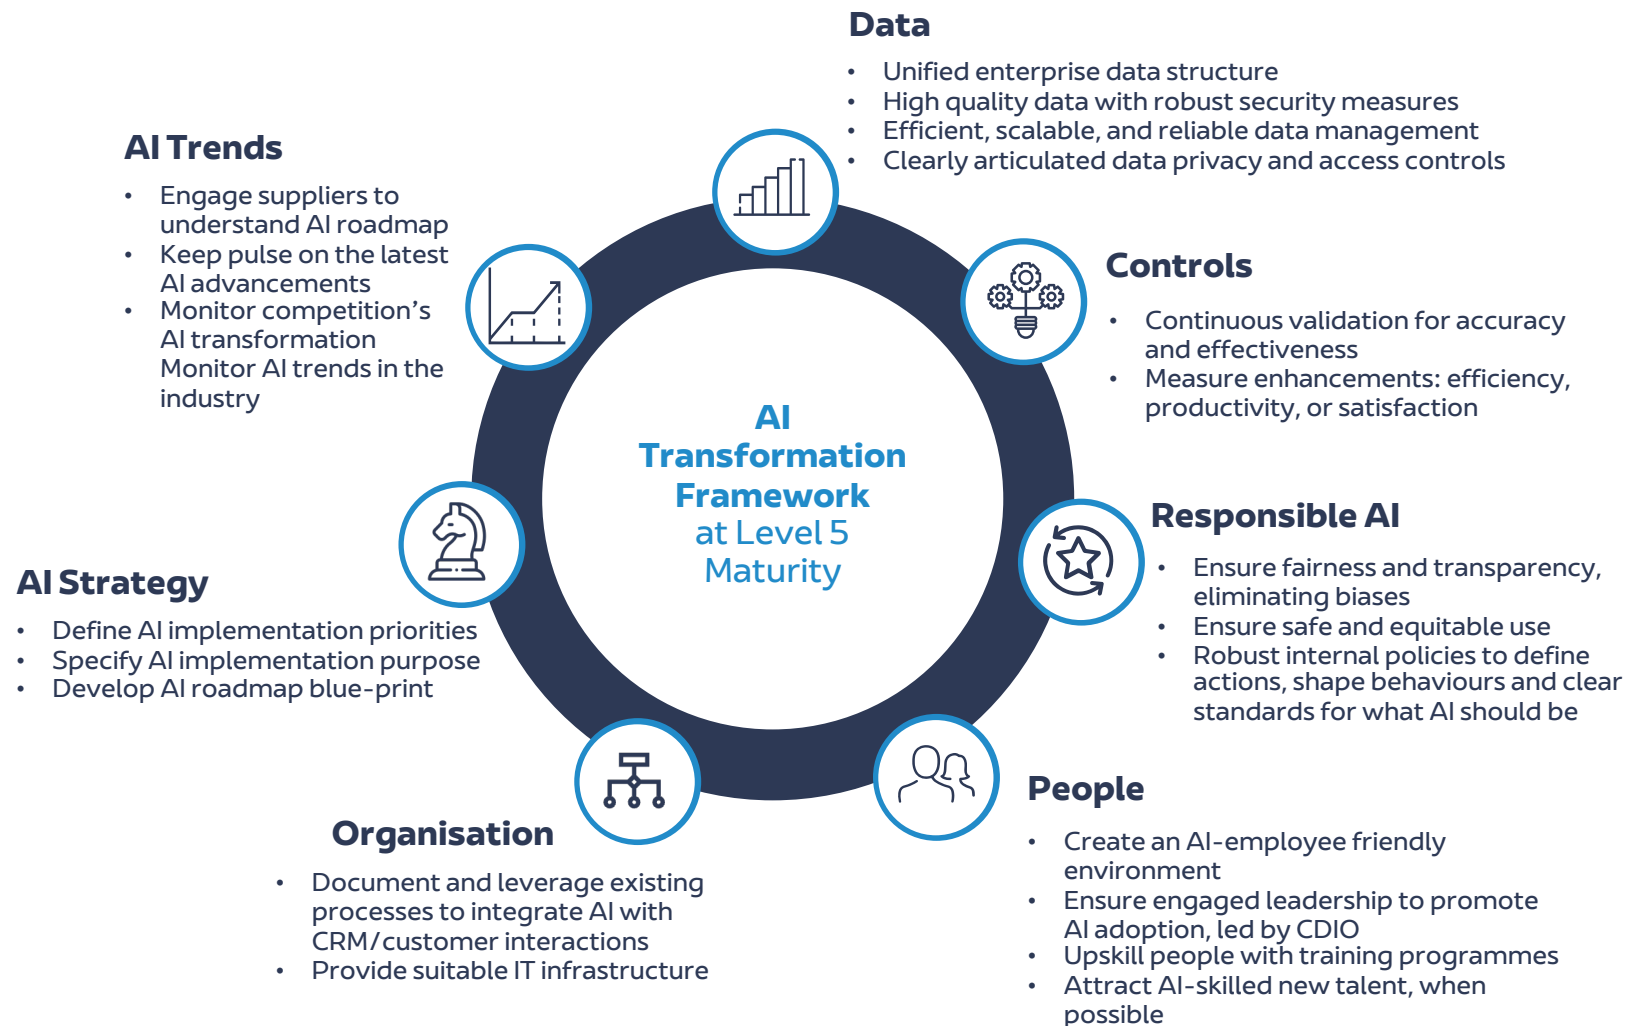 Data
• Unified enterprise data structure
• High quality data with robust security measures
• Efficient, scalable, and reliable data management
• Clearly articulated data privacy and access controls
AI Trends
• Engage suppliers to
understand AI roadmap
• Keep pulse on the latest
AI advancements
• Monitor competition’s
AI transformation
Monitor AI trends in the
industry
Controls
• Continuous validation for accuracy
and effectiveness
• Measure enhancements: efficiency,
productivity, or satisfaction
AI
Transformation
Framework
at Level 5
Maturity
Responsible AI
• Ensure fairness and transparency,
eliminating biases
• Ensure safe and equitable use
• Robust internal policies to define
actions, shape behaviours and clear
standards for what AI should be
AI Strategy
• Define AI implementation priorities
• Specify AI implementation purpose
• Develop AI roadmap blue-print
People
• Create an AI-employee friendly
environment
• Ensure engaged leadership to promote
AI adoption, led by CDIO
• Upskill people with training programmes
• Attract AI-skilled new talent, when
possible
Organisation
• Document and leverage existing
processes to integrate AI with
CRM/customer interactions
• Provide suitable IT infrastructure